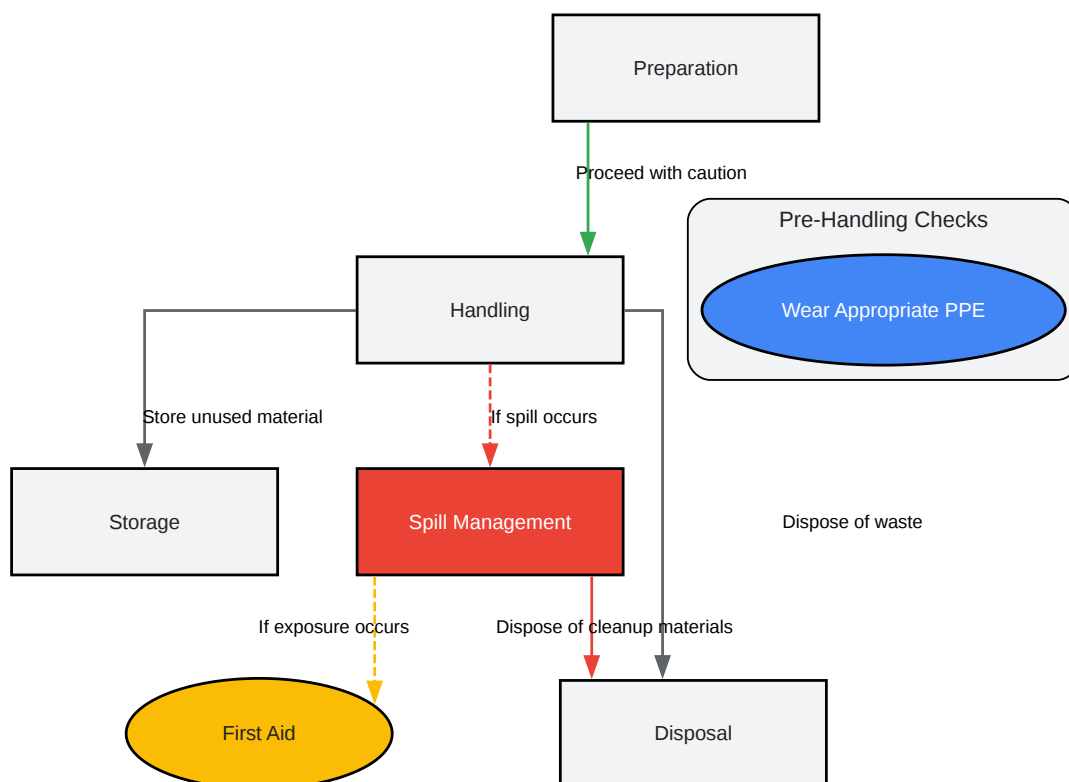 Preparation
Proceed with caution
Pre-Handling Checks
Wear Appropriate PPE
Handling
Store unused material
If spill occurs
Storage
Spill Management
Dispose of waste
If exposure occurs
Dispose of cleanup materials
First Aid
Disposal